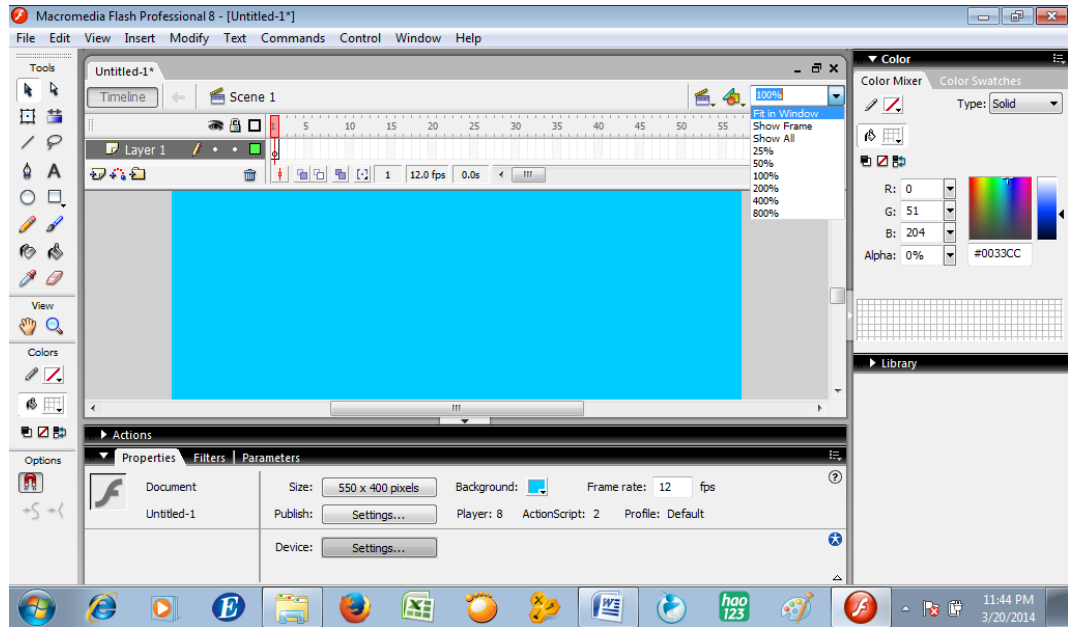 Macromedia Flash Professional 8 - [Untitled-1*]
File Edit View Insert Modify Text Commands Control Window Help
Tools
View
Colors
Options
Untitled-1*
Timeline
Scene 1
100%
Fit in Window
Show Frame
Show All
25%
50%
100%
200%
400%
800%
1 5 10 15 20 25 30 35 40 45 50 55
Layer 1
1 12.0 fps 0.0s
Color
Color Mixer Color Swatches
Type: Solid
R: 0
G: 51
B: 204
Alpha: 0% #0033CC
Library
Actions
Properties Filters Parameters
Document
Untitled-1
Size: 550 x 400 pixels Background: Frame rate: 12 fps
Publish: Settings... Player: 8 ActionScript: 2 Profile: Default
Device: Settings...
hao
123
11:44 PM
3/20/2014